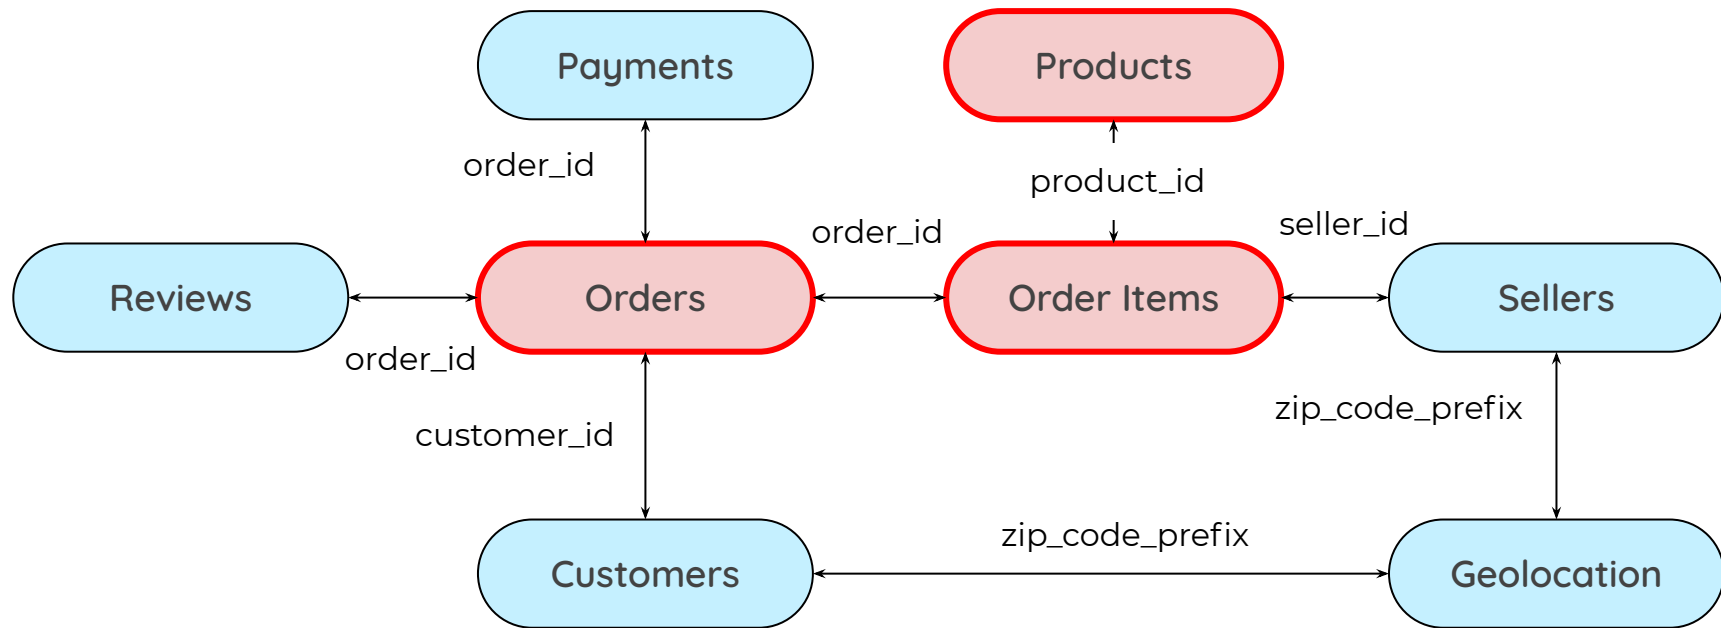 Payments
Products
order_id
product_id
order_id
seller_id
Reviews
Orders
Order Items
Sellers
order_id
customer_id
zip_code_prefix
zip_code_prefix
Customers
Geolocation